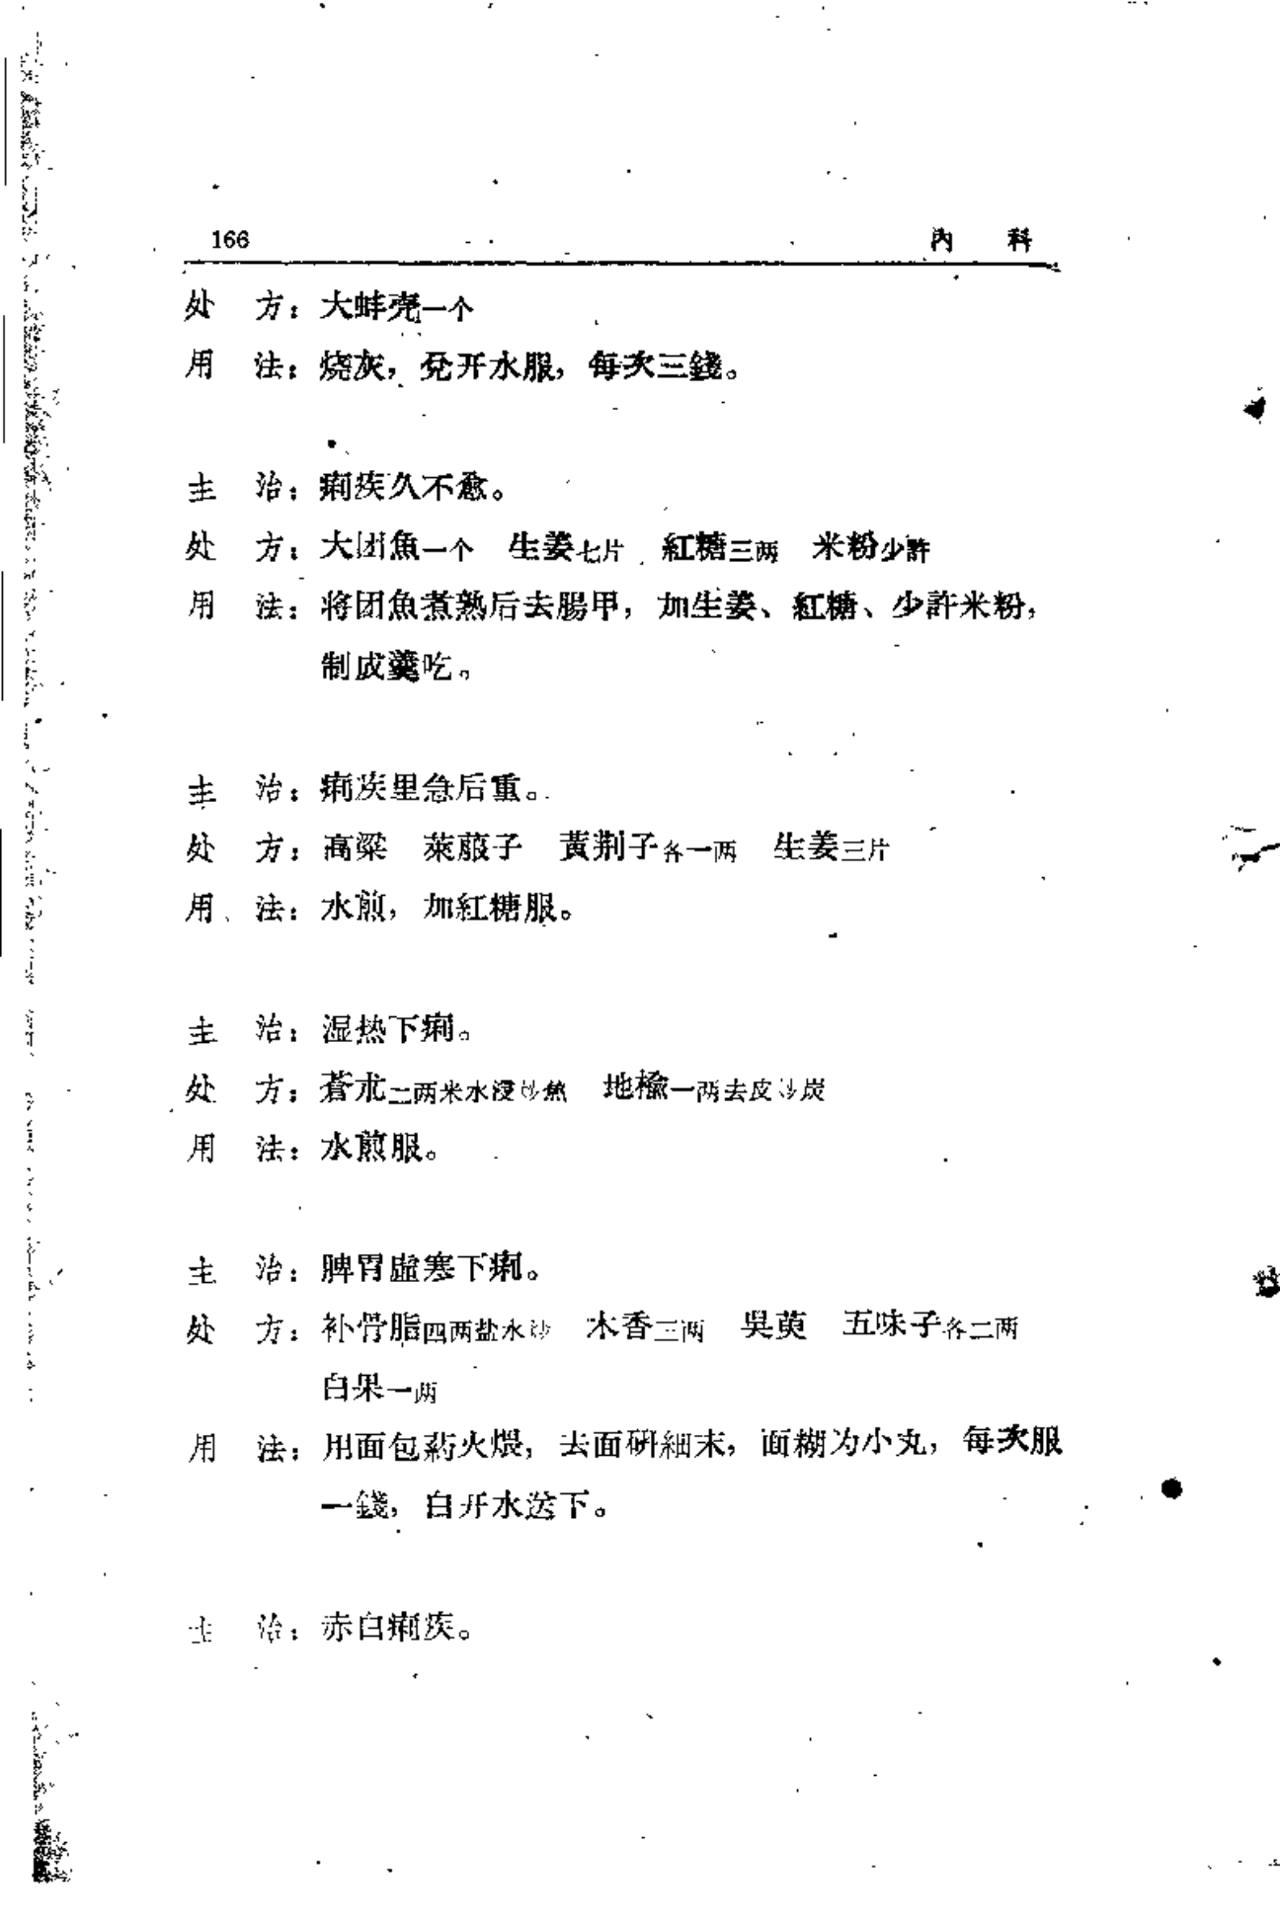 166 內　科
处　方：大蚌壳一个
用　法：烧灰，兌开水服，每次三錢。
主　治：痢疾久不愈。
处　方：大团魚一个　生姜七片　紅糖三两　米粉少許
用　法：將团魚煮熟后去腸甲，加生姜、紅糖、少許米粉，
制成羹吃。
主　治：痢疾里急后重。
处　方：高粱　萊菔子　黃荆子各一两　生姜三片
用　法：水煎，加紅糖服。
主　治：湿热下痢。
处　方：蒼朮二两米水浸炒焦　地楡一两去皮炒炭
用　法：水煎服。
主　治：脾胃虛寒下痢。
处　方：补骨脂四两盐水炒　木香三两　吳萸　五味子各二两
白果一两
用　法：用面包葯火煨，去面研細末，面糊为小丸，每次服
一錢，白开水送下。
主　治：赤白痢疾。